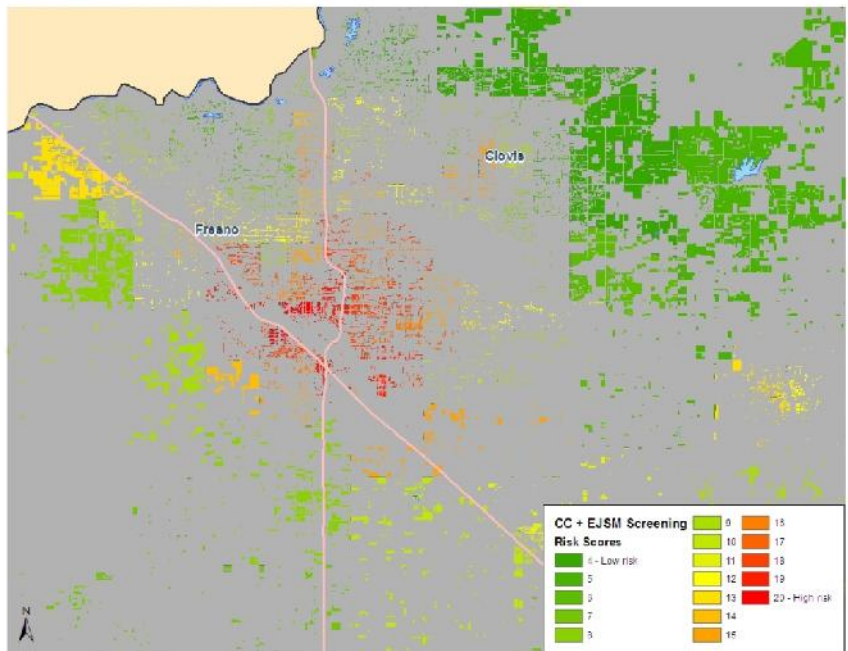 Clovis
Fresno
CC + EJSM Screening
Risk Scores
4 - Low risk
5
6
7
8
9
10
11
12
13
14
15
16
17
18
19
20 - High risk
N